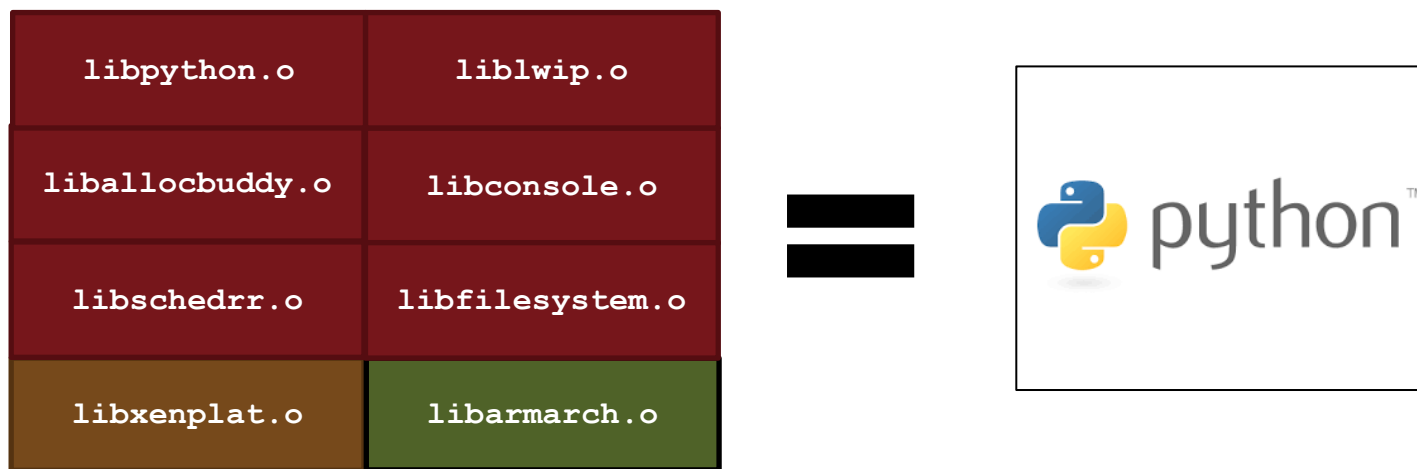 libpython.o
liblwip.o
liballocbuddy.o
libconsole.o
libschedrr.o
libfilesystem.o
libxenplat.o
libarmarch.o
python™